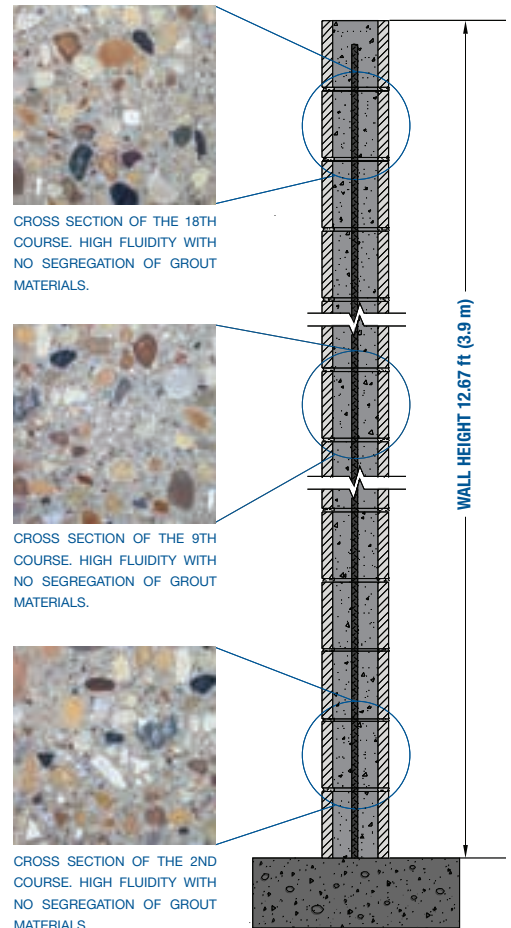 CROSS SECTION OF THE 18TH
COURSE. HIGH FLUIDITY WITH
NO SEGREGATION OF GROUT
MATERIALS.
WALL HEIGHT 12.67 ft (3.9 m)
CROSS SECTION OF THE 9TH
COURSE. HIGH FLUIDITY WITH
NO SEGREGATION OF GROUT
MATERIALS.
CROSS SECTION OF THE 2ND
COURSE. HIGH FLUIDITY WITH
NO SEGREGATION OF GROUT
MATERIALS